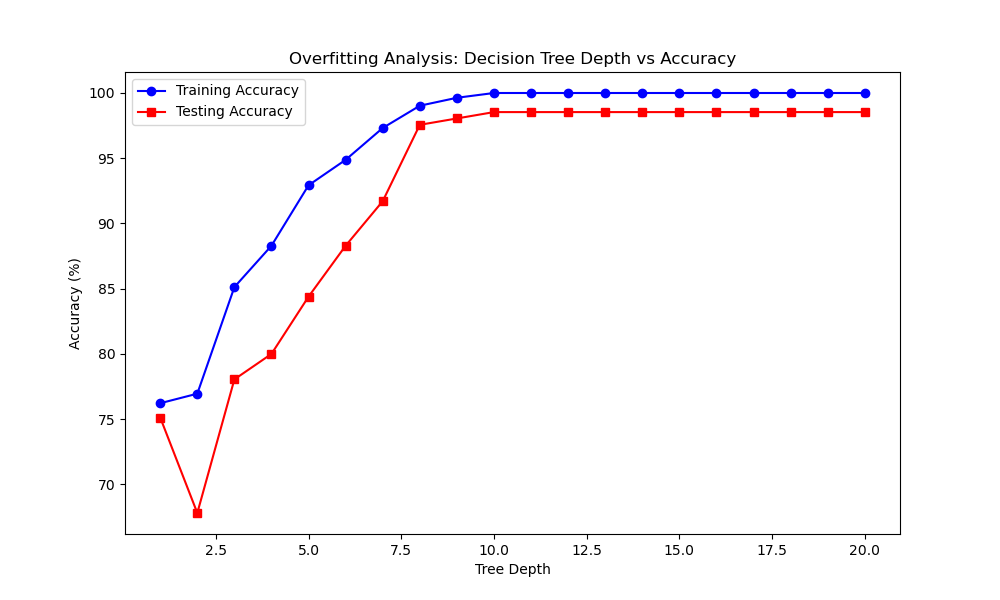 Overfitting Analysis: Decision Tree Depth vs Accuracy
Training Accuracy
Testing Accuracy
100
95
90
85
80
75
70
Accuracy (%)
2.5 5.0 7.5 10.0 12.5 15.0 17.5 20.0
Tree Depth